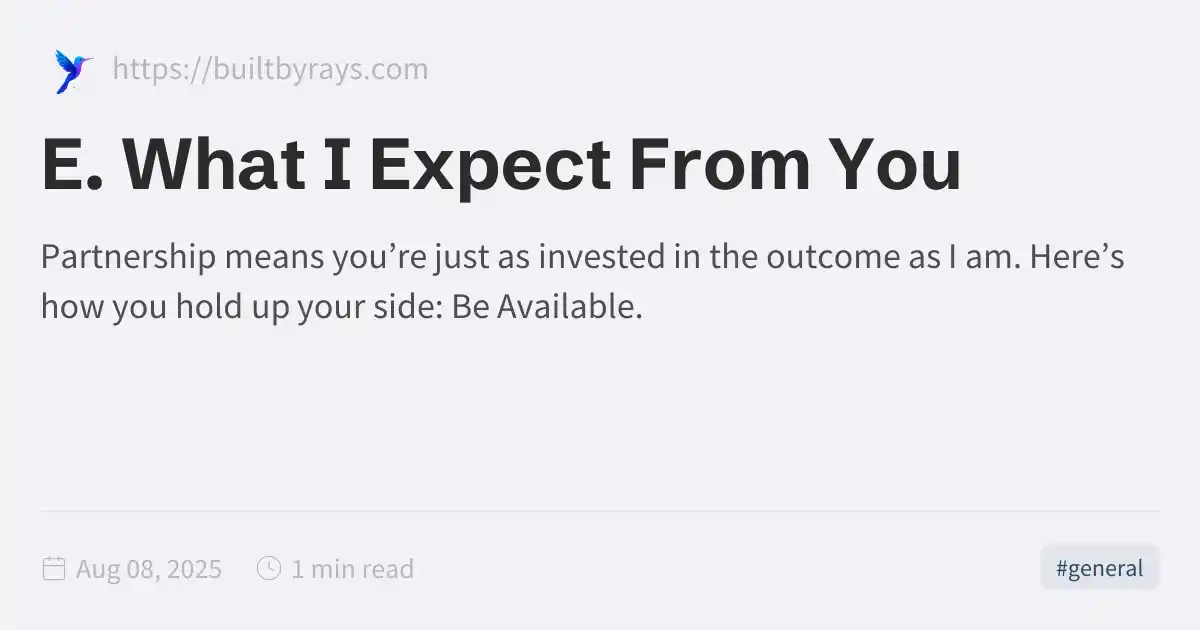 https://builtbyrays.com
E. What I Expect From You
Partnership means you’re just as invested in the outcome as I am. Here’s
how you hold up your side: Be Available.
Aug 08, 2025 1 min read #general